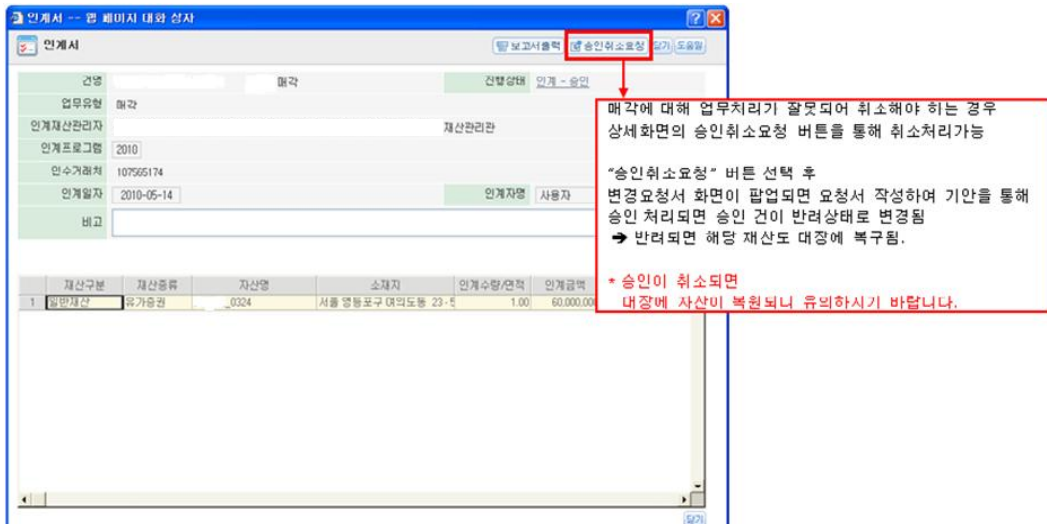 인계서 -- 웹 페이지 대화 상자
인계서
보고서출력 승인취소요청 닫기 도움말
건명 매각 진행상태 인계 - 승인
업무유형 매각
인계재산관리자 재산관리관
인계프로그램 2010
인수거래처 107565174
인계일자 2010-05-14 인계자명 사용자
비고
매각에 대해 업무처리가 잘못되어 취소해야 하는 경우
상세화면의 승인취소요청 버튼을 통해 취소처리가능
“승인취소요청” 버튼 선택 후
변경요청서 화면이 팝업되면 요청서 작성하여 기안을 통해
승인 처리되면 승인 건이 반려상태로 변경됨
➔ 반려되면 해당 재산도 대장에 복구됨.
* 승인이 취소되면
대장에 자산이 복원되니 유의하시기 바랍니다.
재산구분 재산종류 자산명 소재지 인계수량/면적 인계금액
1 일반재산 유가증권 _0324 서울 영등포구 여의도동 23-5 1.00 60,000,000
닫기